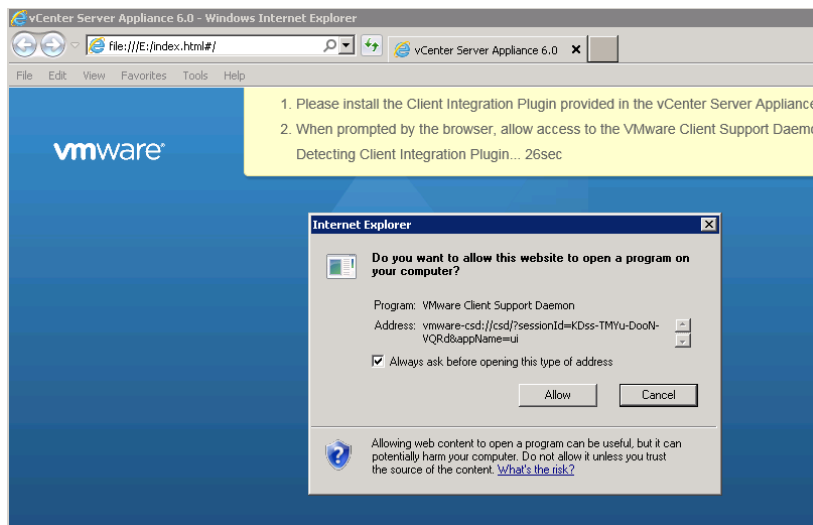 vCenter Server Appliance 6.0 - Windows Internet Explorer
file:///E:/index.html#/
vCenter Server Appliance 6.0
File Edit View Favorites Tools Help
1. Please install the Client Integration Plugin provided in the vCenter Server Appliance
2. When prompted by the browser, allow access to the VMware Client Support Daemo
Detecting Client Integration Plugin... 26sec
vmware®
Internet Explorer
Do you want to allow this website to open a program on
your computer?
Program: VMware Client Support Daemon
Address: vmware-csd://csd/?sessionId=KDss-TMYu-DooN-
VQRd&appName=ui
Always ask before opening this type of address
Allow Cancel
Allowing web content to open a program can be useful, but it can
potentially harm your computer. Do not allow it unless you trust
the source of the content. What's the risk?